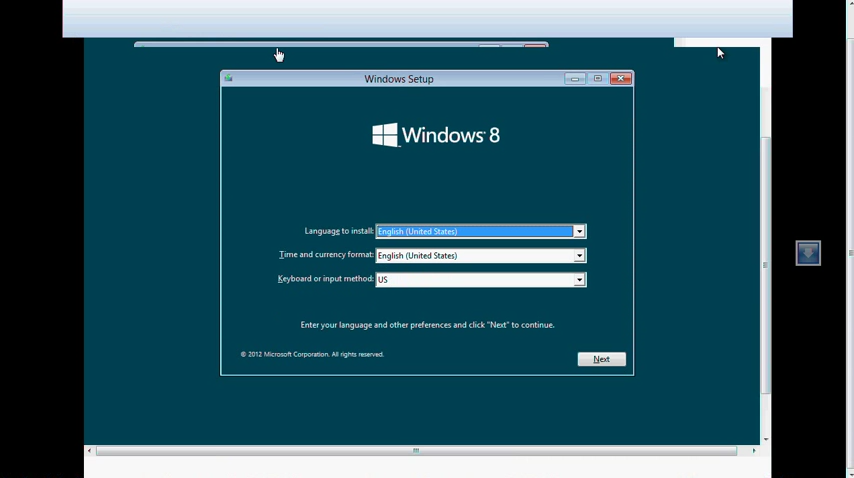 Windows Setup
Windows 8
Language to install: English (United States)
Time and currency format: English (United States)
Keyboard or input method: US
Enter your language and other preferences and click "Next" to continue.
© 2012 Microsoft Corporation. All rights reserved.
Next